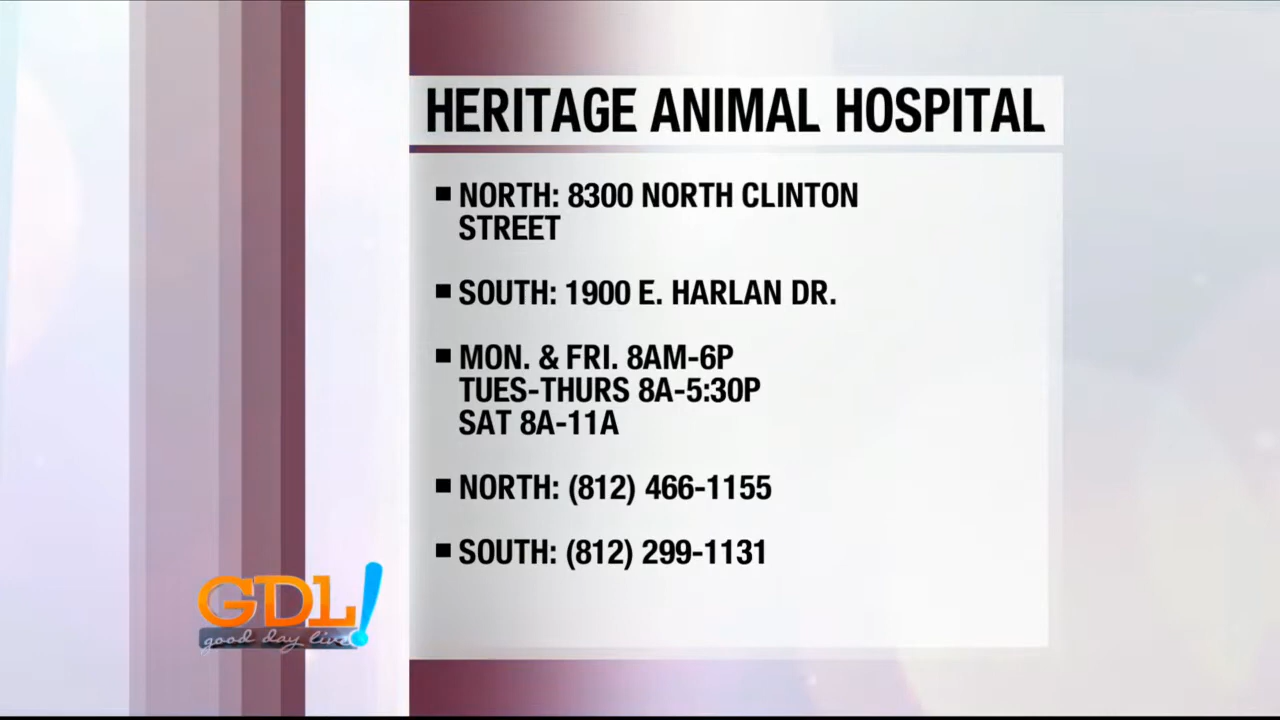 HERITAGE ANIMAL HOSPITAL
NORTH: 8300 NORTH CLINTON
STREET
SOUTH: 1900 E. HARLAN DR.
MON. & FRI. 8AM-6P
TUES-THURS 8A-5:30P
SAT 8A-11A
NORTH: (812) 466-1155
SOUTH: (812) 299-1131
GDL!
good day live